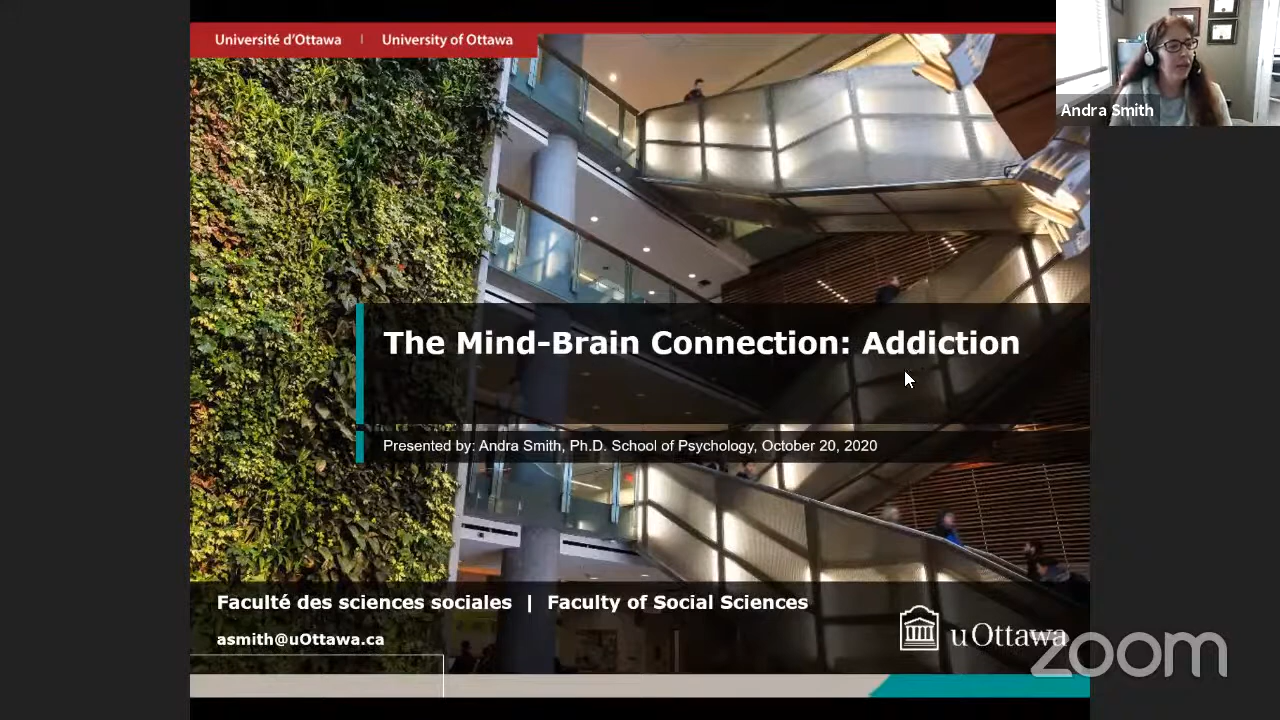 Université d'Ottawa | University of Ottawa
Andra Smith
The Mind-Brain Connection: Addiction
Presented by: Andra Smith, Ph.D. School of Psychology, October 20, 2020
Faculté des sciences sociales | Faculty of Social Sciences
asmith@uOttawa.ca
uOttawa
zoom